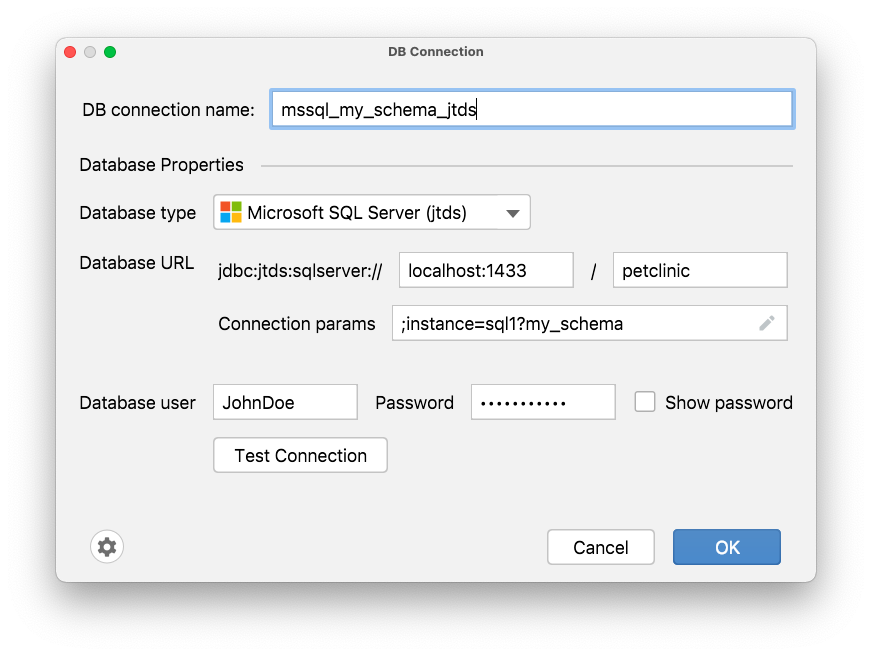 DB Connection
DB connection name: mssql_my_schema_jtds
Database Properties
Database type Microsoft SQL Server (jtds)
Database URL jdbc:jtds:sqlserver:// localhost:1433 / petclinic
Connection params ;instance=sql1?my_schema
Database user JohnDoe Password ••••••••••• Show password
Test Connection
Cancel OK